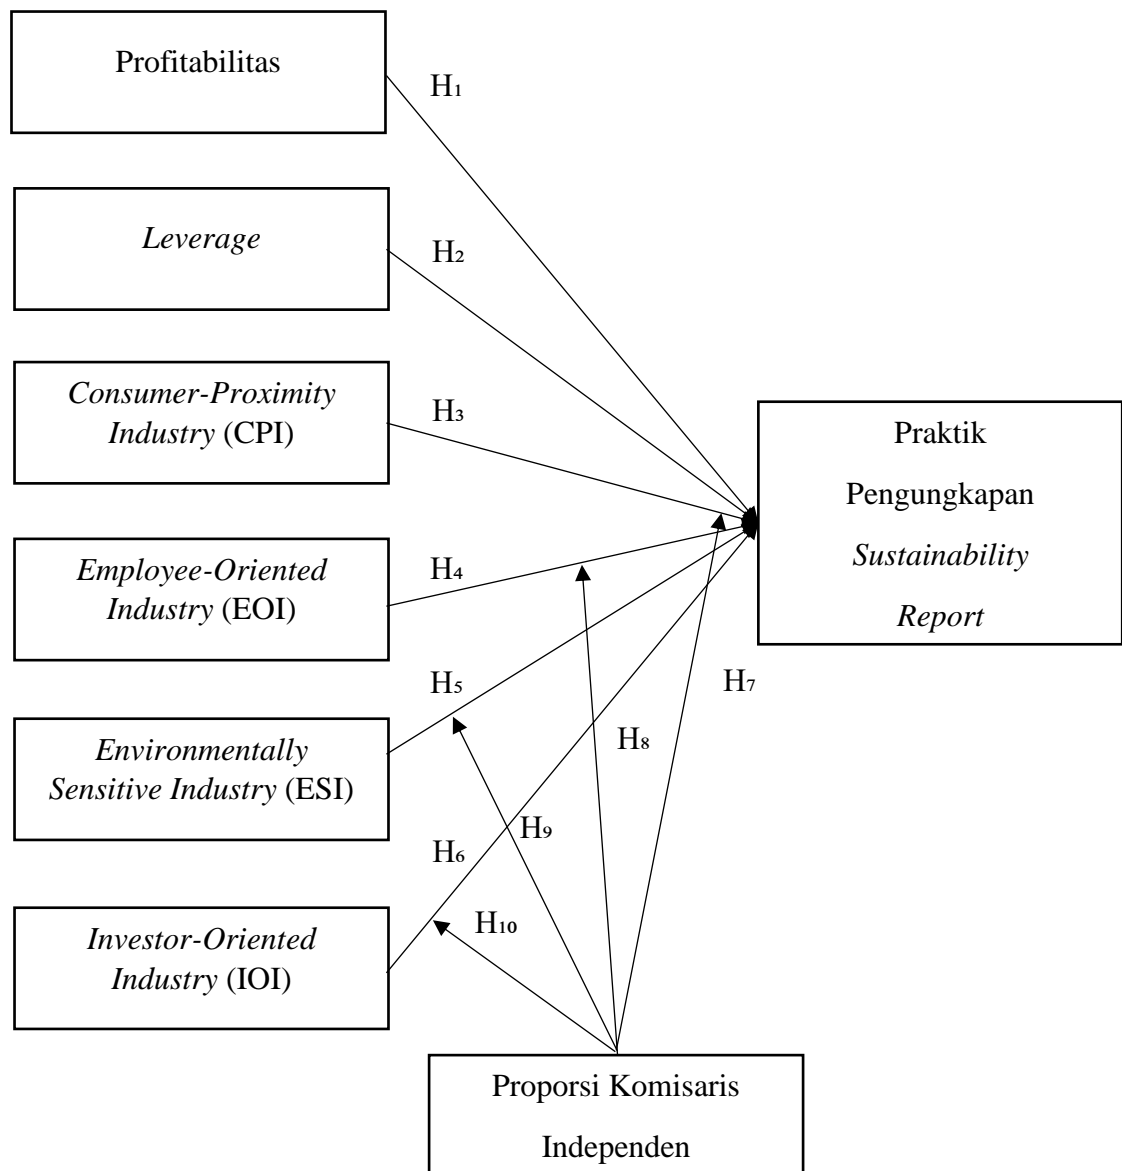 Profitabilitas
H₁
Leverage
H₂
Consumer-Proximity
Industry (CPI)
H₃
Praktik
Pengungkapan
Sustainability
Report
Employee-Oriented
Industry (EOI)
H₄
H₅
H₇
Environmentally
Sensitive Industry (ESI)
H₈
H₉
H₆
Investor-Oriented
Industry (IOI)
H₁₀
Proporsi Komisaris
Independen